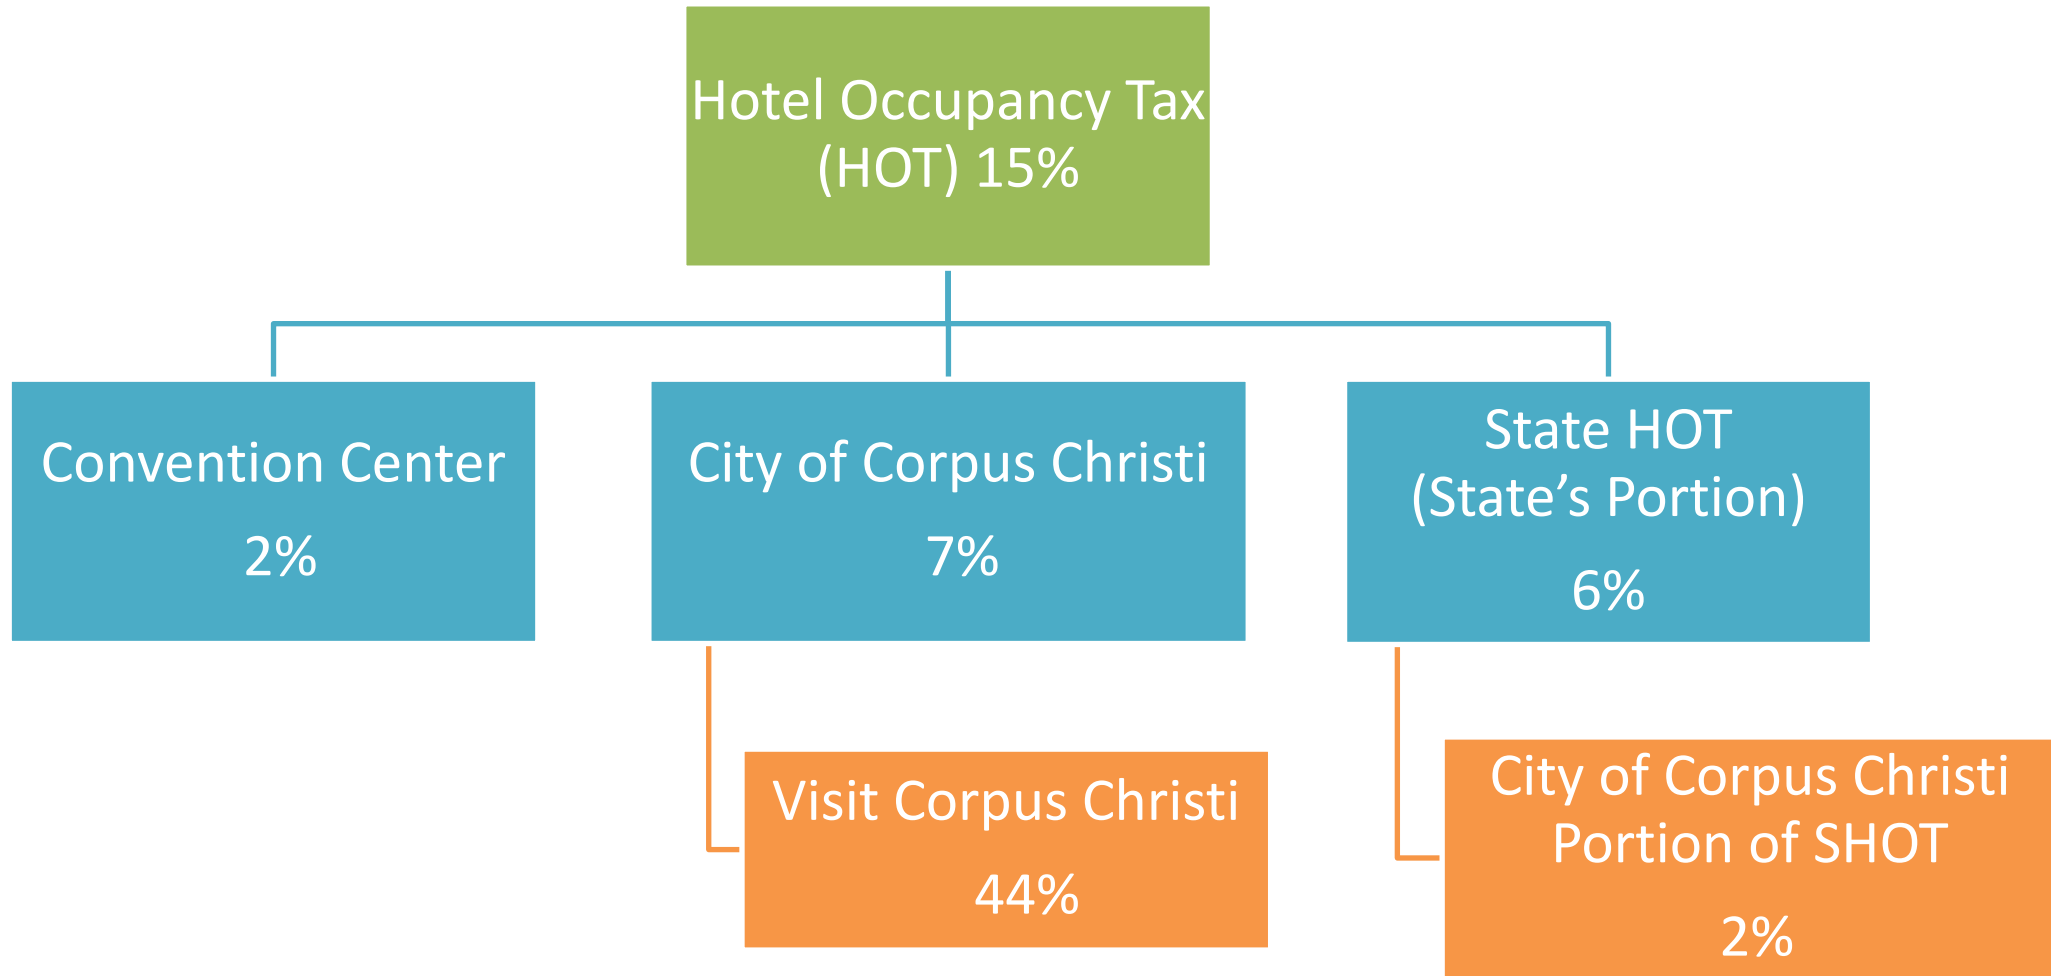 Hotel Occupancy Tax
(HOT) 15%
Convention Center
2%
City of Corpus Christi
7%
State HOT
(State’s Portion)
6%
Visit Corpus Christi
44%
City of Corpus Christi
Portion of SHOT
2%